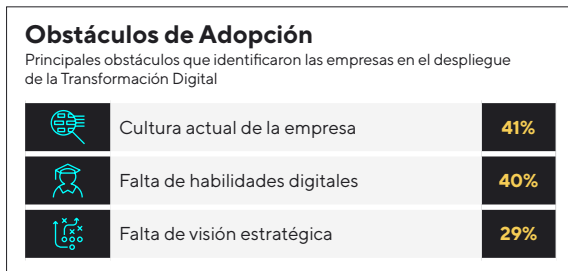 Obstáculos de Adopción
Principales obstáculos que identificaron las empresas en el despliegue
de la Transformación Digital
Cultura actual de la empresa 41%
Falta de habilidades digitales 40%
Falta de visión estratégica 29%